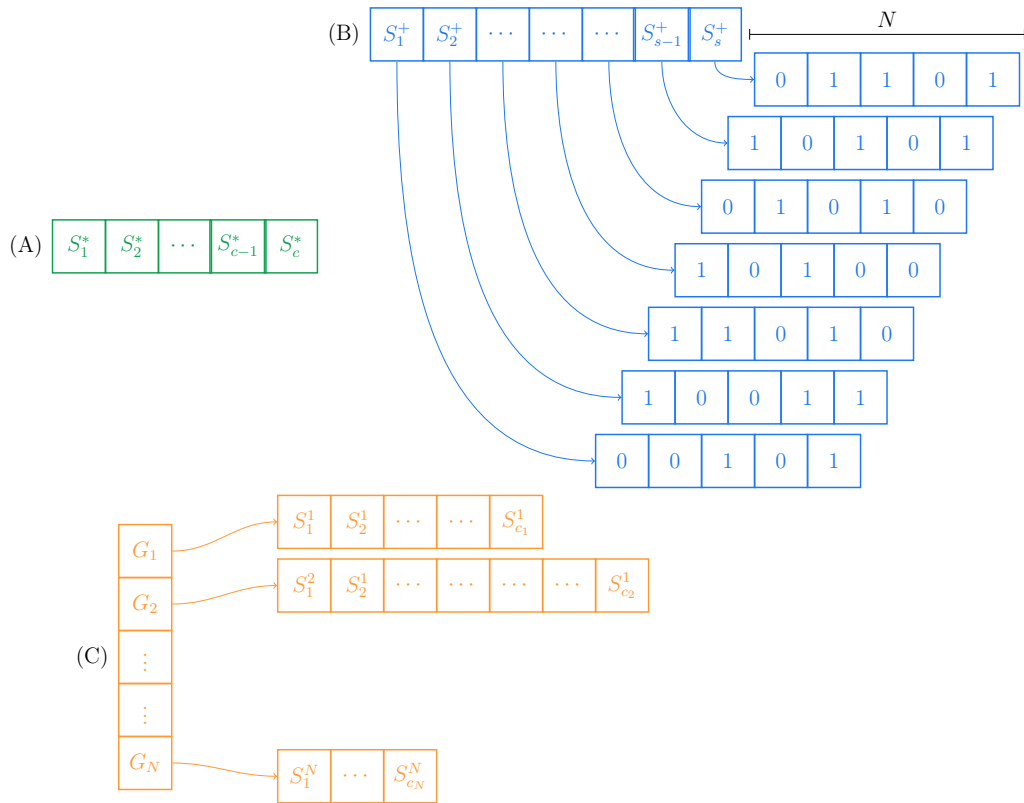 (B) S_1^+ S_2^+ ⋯ ⋯ ⋯ S_{s-1}^+ S_s^+ N
0 1 1 0 1
1 0 1 0 1
0 1 0 1 0
(A) S_1^* S_2^* ⋯ S_{c-1}^* S_c^*
1 0 1 0 0
1 1 0 1 0
1 0 0 1 1
0 0 1 0 1
(C)
G_1 S_1^1 S_2^1 ⋯ ⋯ S_{c_1}^1
G_2 S_1^2 S_2^1 ⋯ ⋯ ⋯ ⋯ S_{c_2}^1
⋮
⋮
G_N S_1^N ⋯ S_{c_N}^N